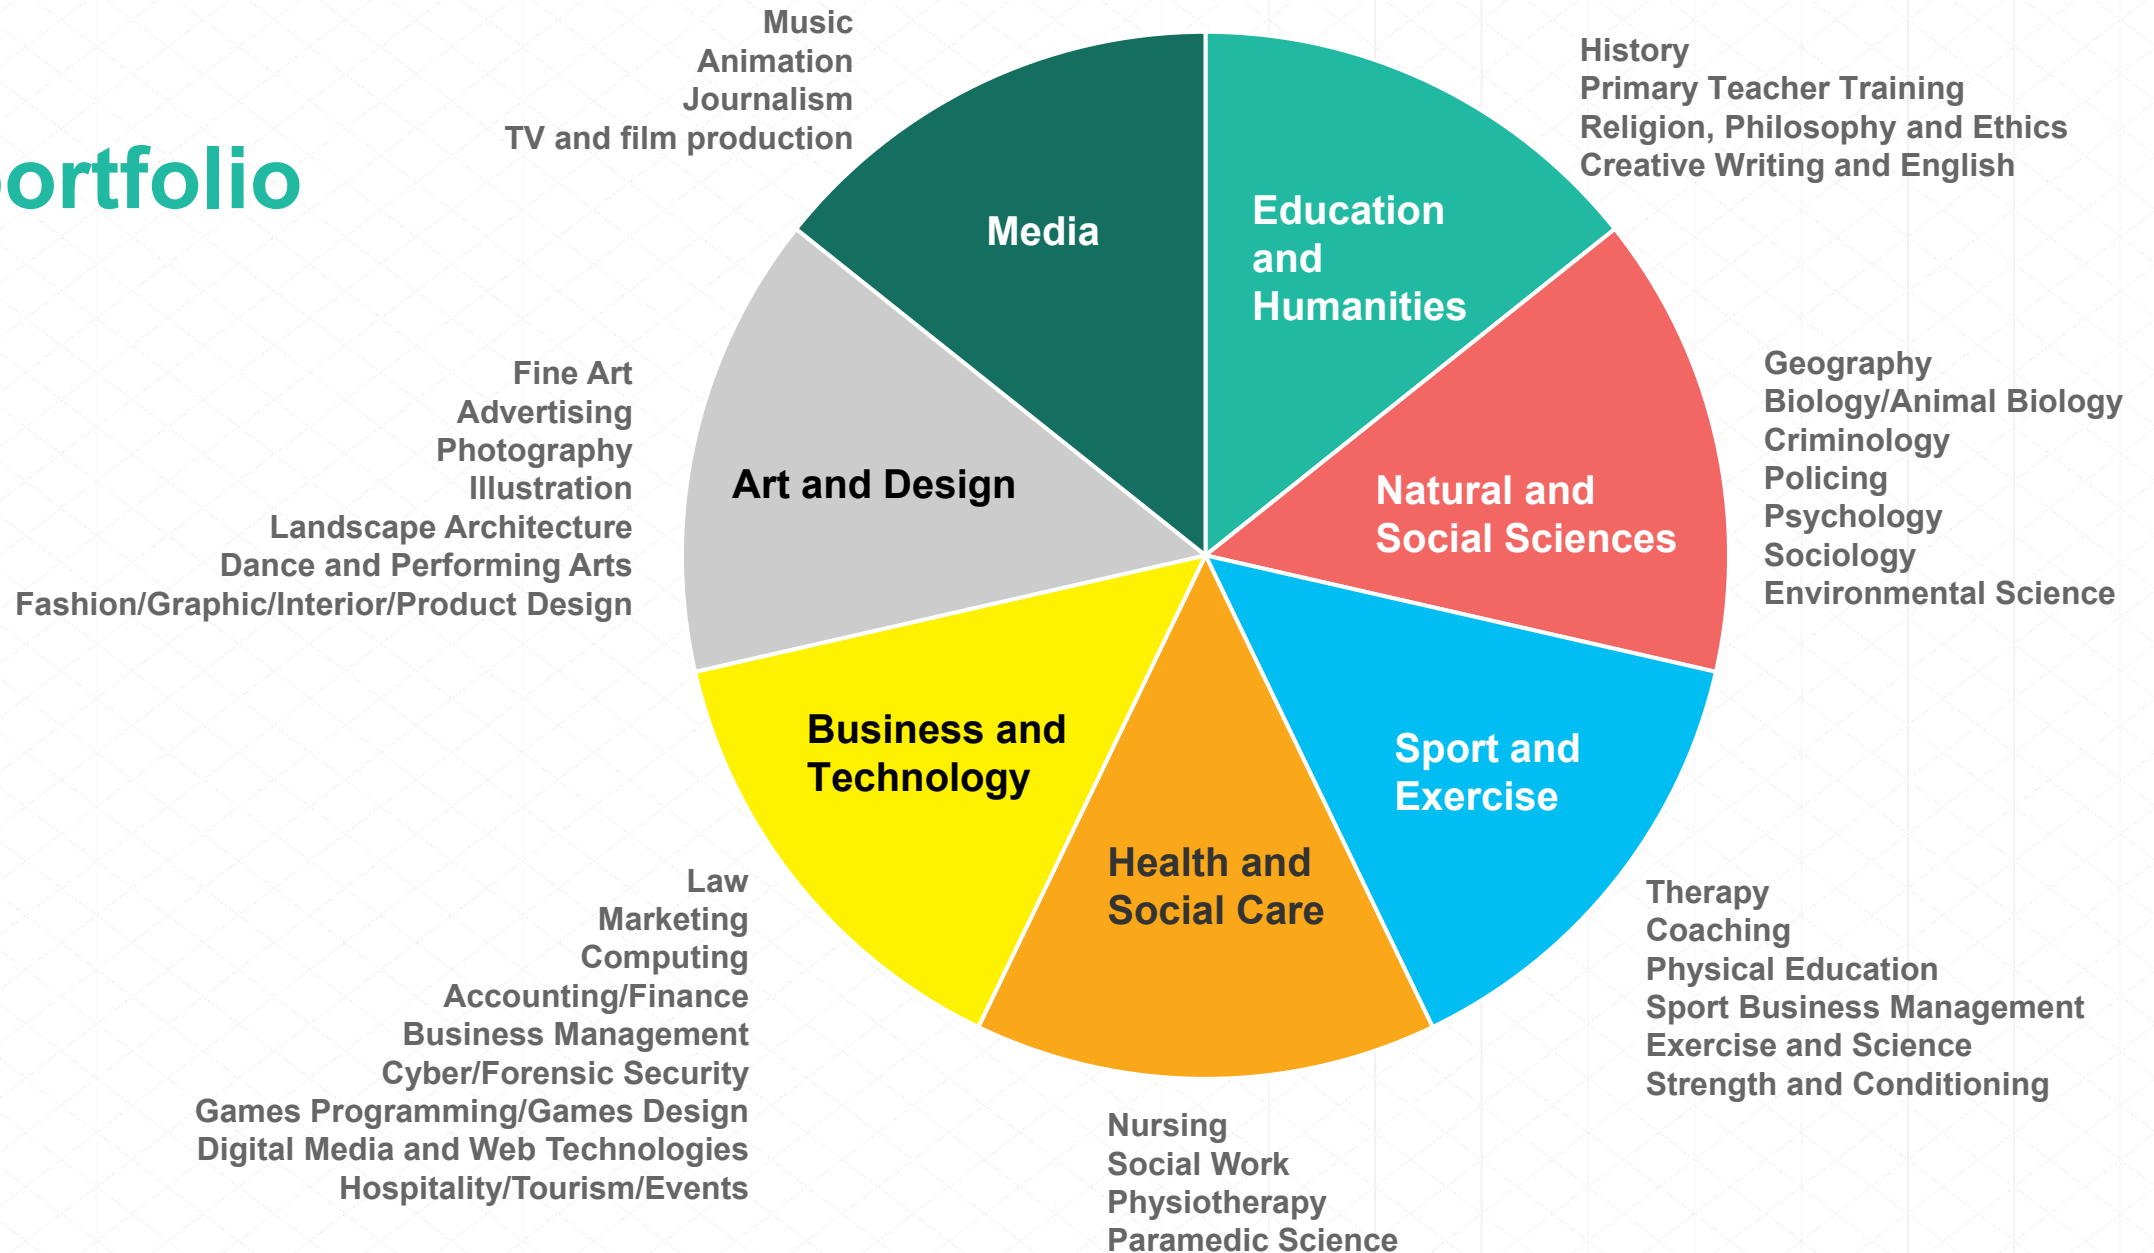 ortfolio
Music
Animation
Journalism
TV and film production
Media
Education
and
Humanities
History
Primary Teacher Training
Religion, Philosophy and Ethics
Creative Writing and English
Fine Art
Advertising
Photography
Illustration
Landscape Architecture
Dance and Performing Arts
Fashion/Graphic/Interior/Product Design
Art and Design
Natural and
Social Sciences
Geography
Biology/Animal Biology
Criminology
Policing
Psychology
Sociology
Environmental Science
Business and
Technology
Sport and
Exercise
Health and
Social Care
Law
Marketing
Computing
Accounting/Finance
Business Management
Cyber/Forensic Security
Games Programming/Games Design
Digital Media and Web Technologies
Hospitality/Tourism/Events
Therapy
Coaching
Physical Education
Sport Business Management
Exercise and Science
Strength and Conditioning
Nursing
Social Work
Physiotherapy
Paramedic Science